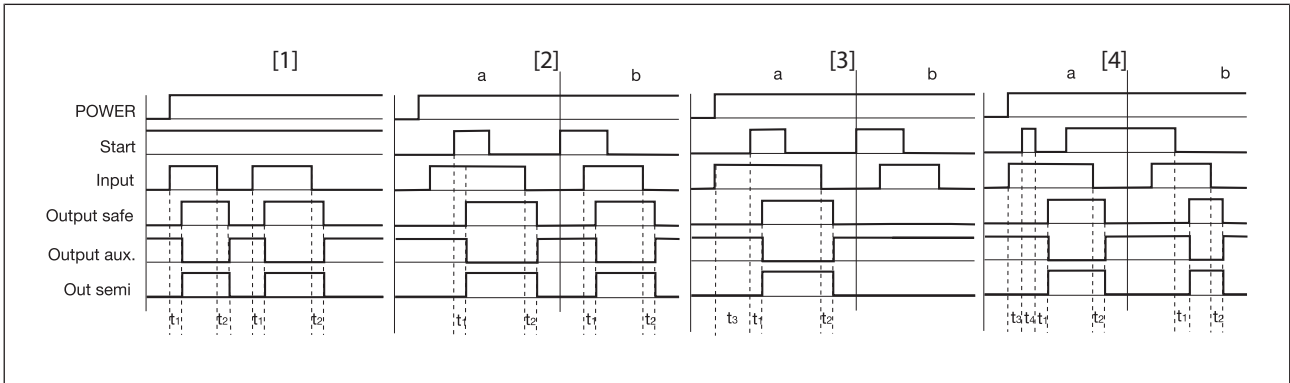 [1] [2] [3] [4]
a b a b a b
POWER
Start
Input
Output safe
Output aux.
Out semi
t1 t2 t1 t2 t1 t2 t1 t2 t3 t1 t2 t3 t4 t1 t2 t1 t2